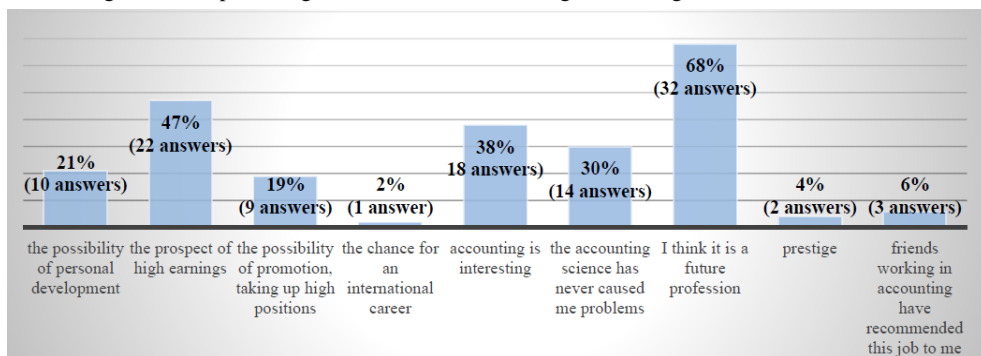 21%
(10 answers)
47%
(22 answers)
19%
(9 answers)
2%
(1 answer)
38%
18 answers)
30%
(14 answers)
68%
(32 answers)
4%
(2 answers)
6%
(3 answers)
the possibility
of personal
development
the prospect of
high earnings
the possibility
of promotion,
taking up high
positions
the chance for
an
international
career
accounting is
interesting
the accounting
science has
never caused
me problems
I think it is a
future
profession
prestige
friends
working in
accounting
have
recommended
this job to me